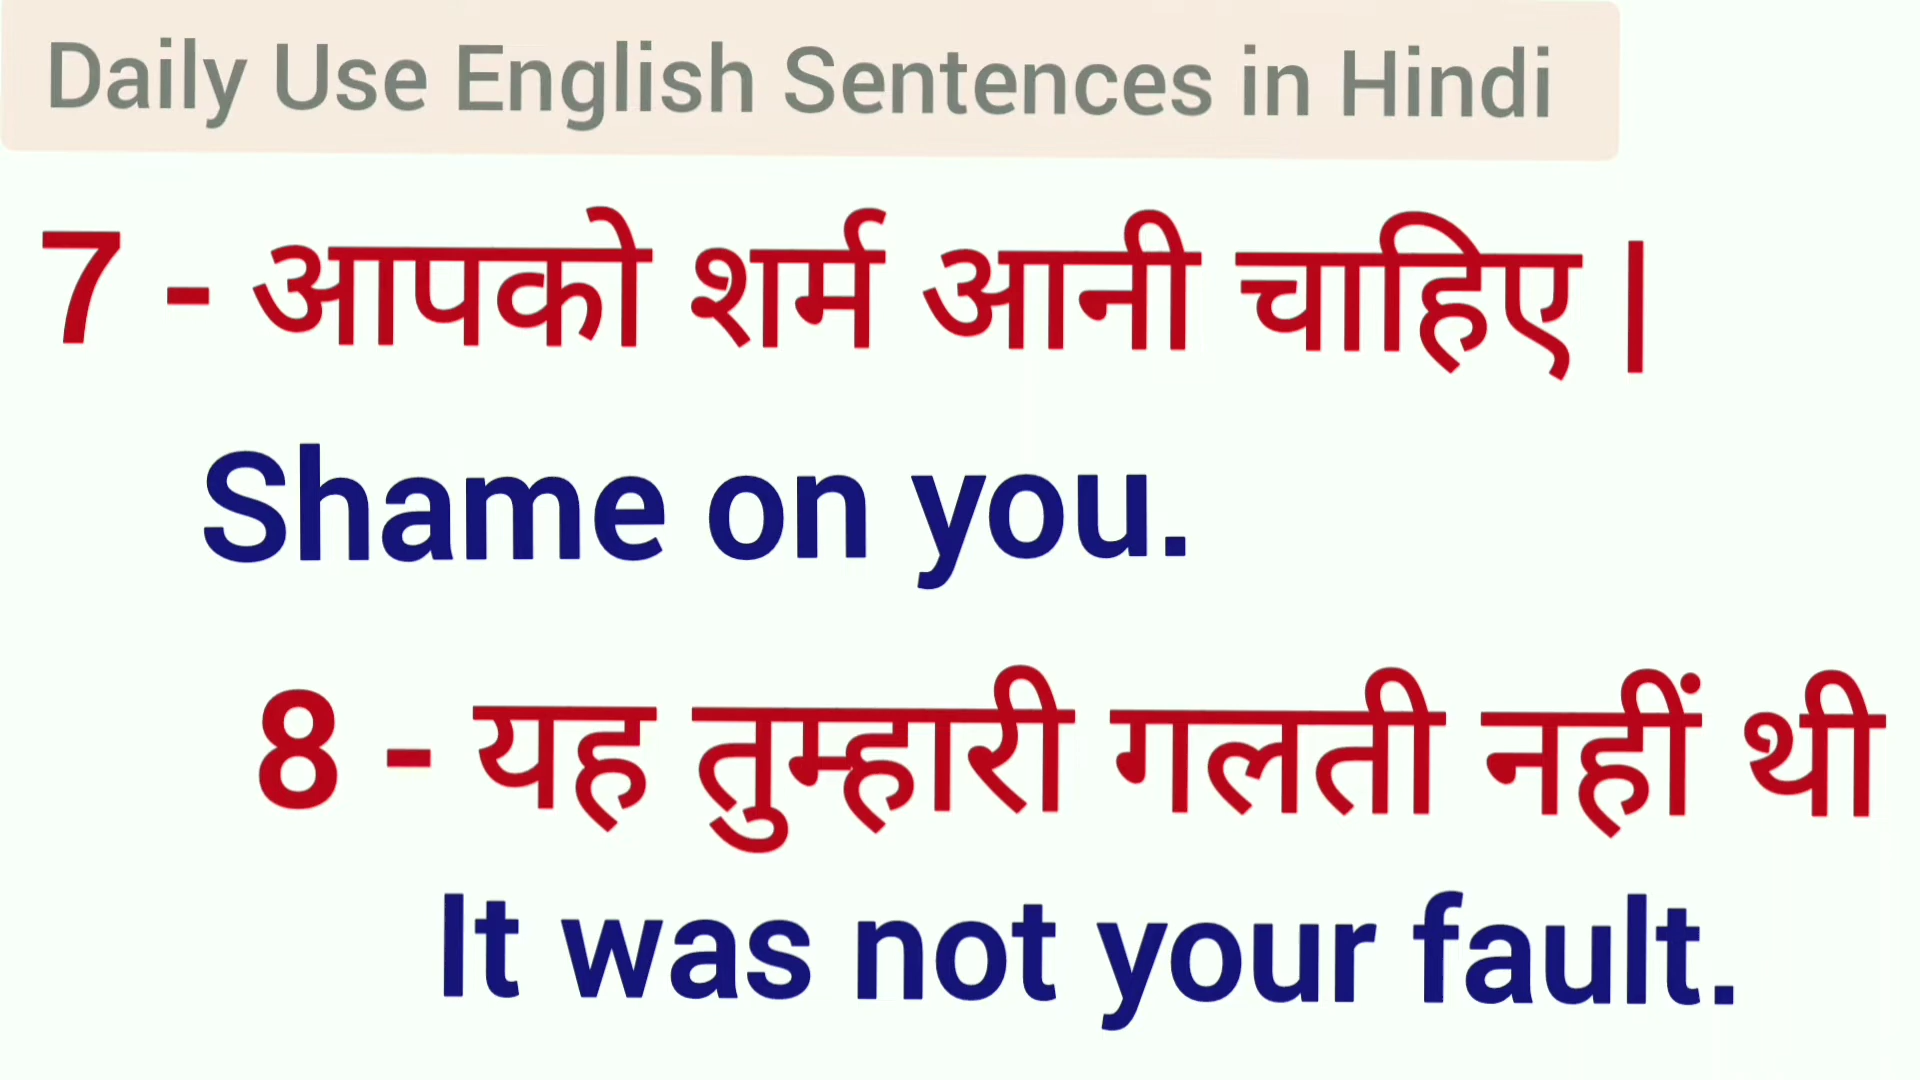 Daily Use English Sentences in Hindi
7 - आपको शर्म आनी चाहिए |
Shame on you.
8 - यह तुम्हारी गलती नहीं थी
It was not your fault.